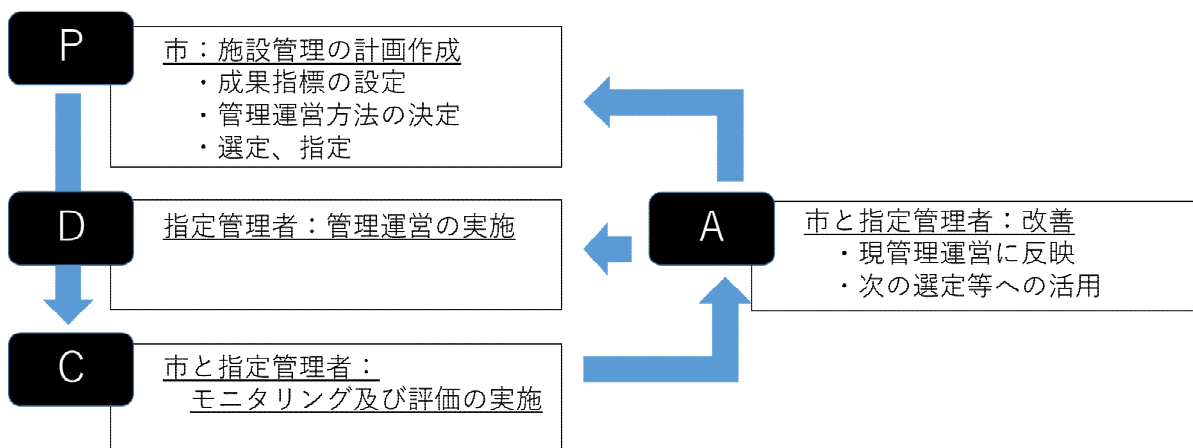 P
市：施設管理の計画作成
・成果指標の設定
・管理運営方法の決定
・選定、指定
D
指定管理者：管理運営の実施
C
市と指定管理者：
モニタリング及び評価の実施
A
市と指定管理者：改善
・現管理運営に反映
・次の選定等への活用